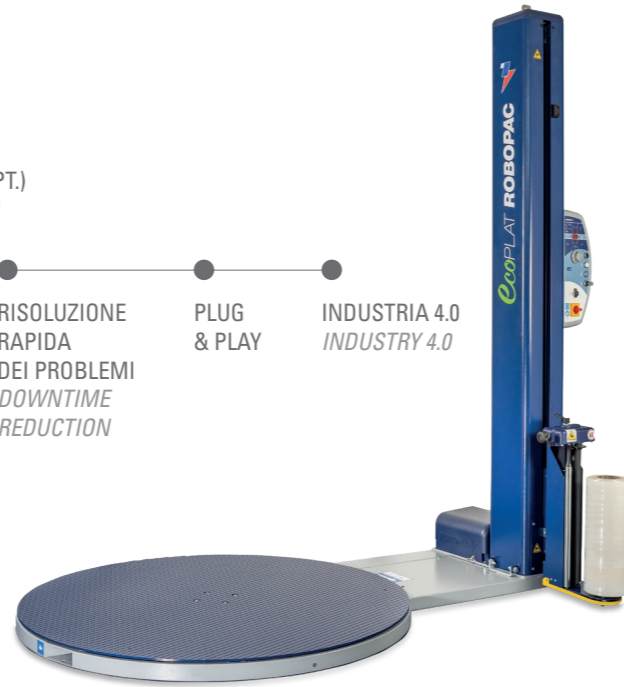 PT.)
RISOLUZIONE
RAPIDA
DEI PROBLEMI
DOWNTIME
REDUCTION
PLUG
& PLAY
INDUSTRIA 4.0
INDUSTRY 4.0
ecoPLAT ROBOPAC